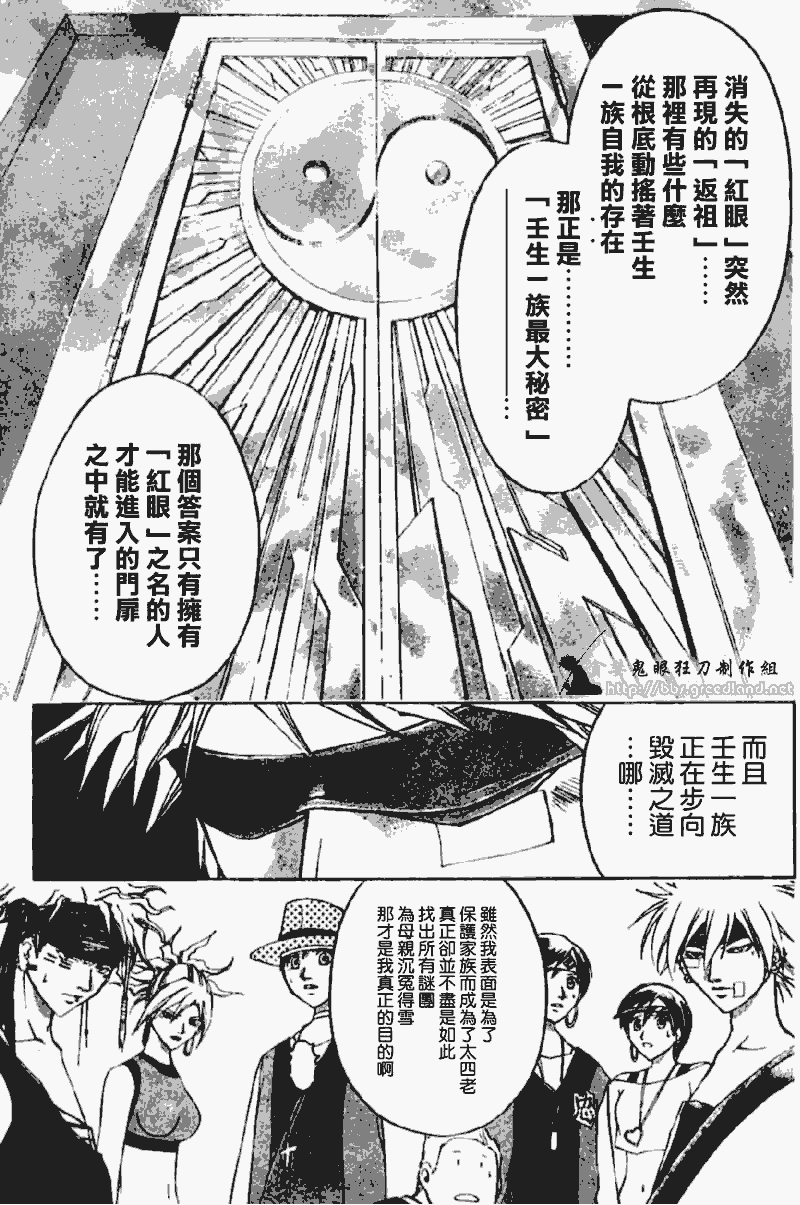 消失的「紅眼」突然
再現的「返祖」……
那裡有些什麼
從根底動搖著壬生
一族自我的存在
那正是…………
「壬生一族最大秘密」
————…
那個答案只有擁有
「紅眼」之名的人
才能進入的門扉
之中就有了……
鬼眼狂刀制作組
http://bbs.greedland.net
而且
壬生一族
正在步向
毀滅之道
…哪……
雖然我表面是為了
保護家族而成為了太四老
真正卻並不盡是如此
找出所有謎團
為母親沉冤得雪
那才是我真正的目的啊